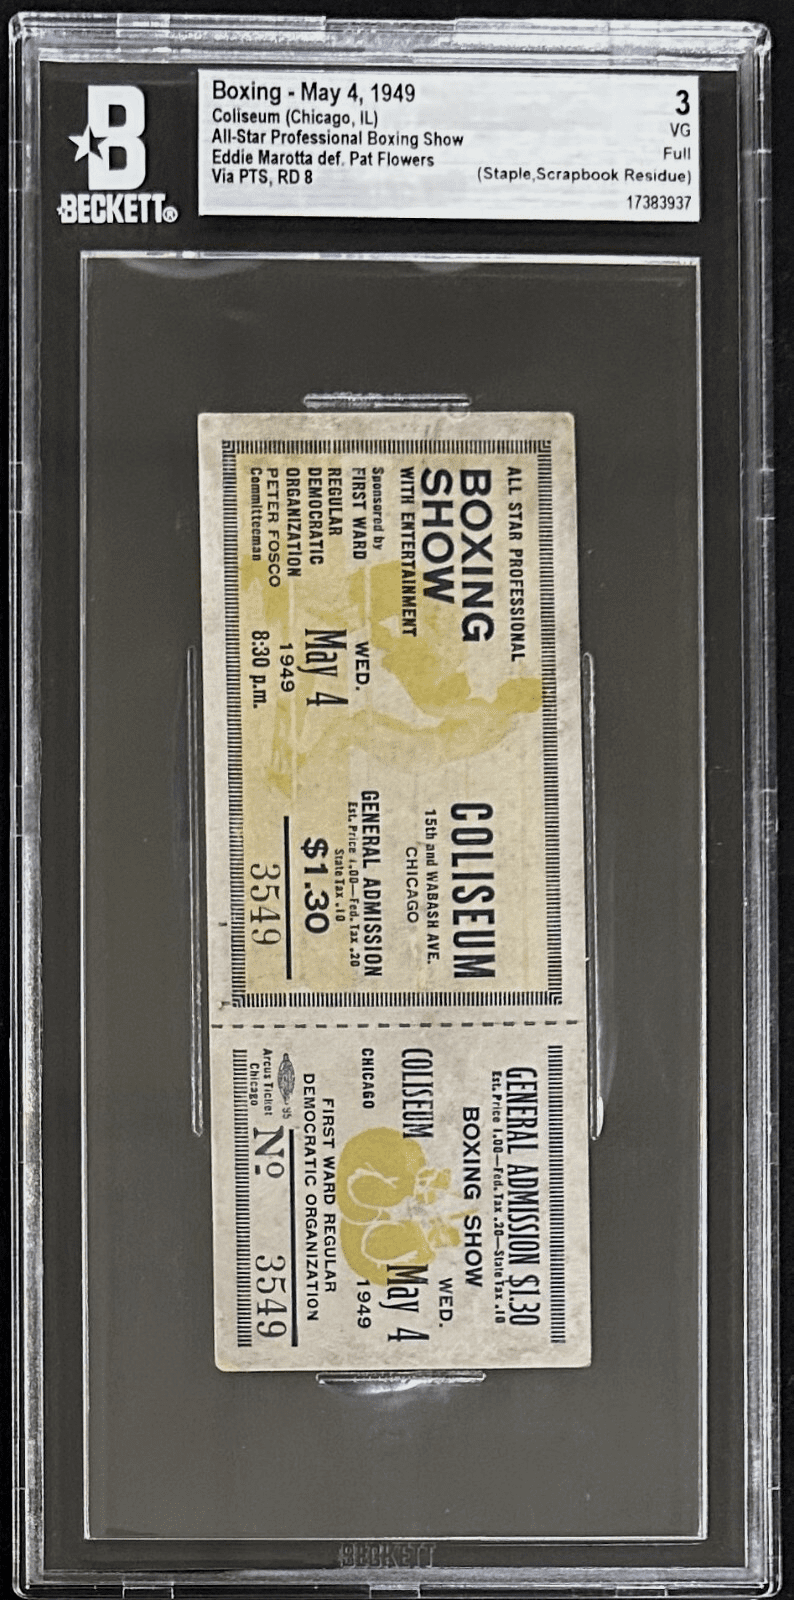 BECKETT®
Boxing - May 4, 1949
Coliseum (Chicago, IL)
All-Star Professional Boxing Show
Eddie Marotta def. Pat Flowers
Via PTS, RD 8
3
VG
Full
(Staple,Scrapbook Residue)
17383937
ALL STAR PROFESSIONAL
BOXING
SHOW
WITH ENTERTAINMENT
Sponsored by
FIRST WARD
REGULAR
DEMOCRATIC
ORGANIZATION
PETER FOSCO
Committeeman
WED.
May 4
1949
8:30 p.m.
COLISEUM
15th and WABASH AVE.
CHICAGO
GENERAL ADMISSION
Est. Price 1.00—Fed. Tax .20
State Tax .10
$1.30
3549
GENERAL ADMISSION $1.30
Est. Price 1.00—Fed. Tax .20—State Tax .10
BOXING SHOW
COLISEUM
CHICAGO
WED.
May 4
1949
FIRST WARD REGULAR
DEMOCRATIC ORGANIZATION
95
Arcus Ticket
Chicago
No 3549
BECKETT